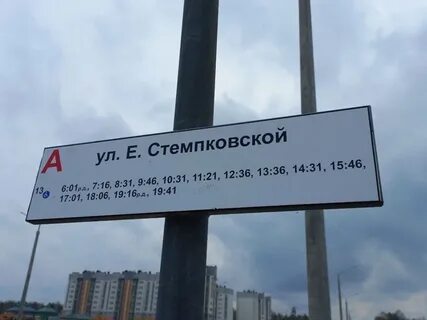 А ул. Е. Стемпковской
13 6:01р.д., 7:16, 8:31, 9:46, 10:31, 11:21, 12:36, 13:36, 14:31, 15:46,
17:01, 18:06, 19:16р.д., 19:41